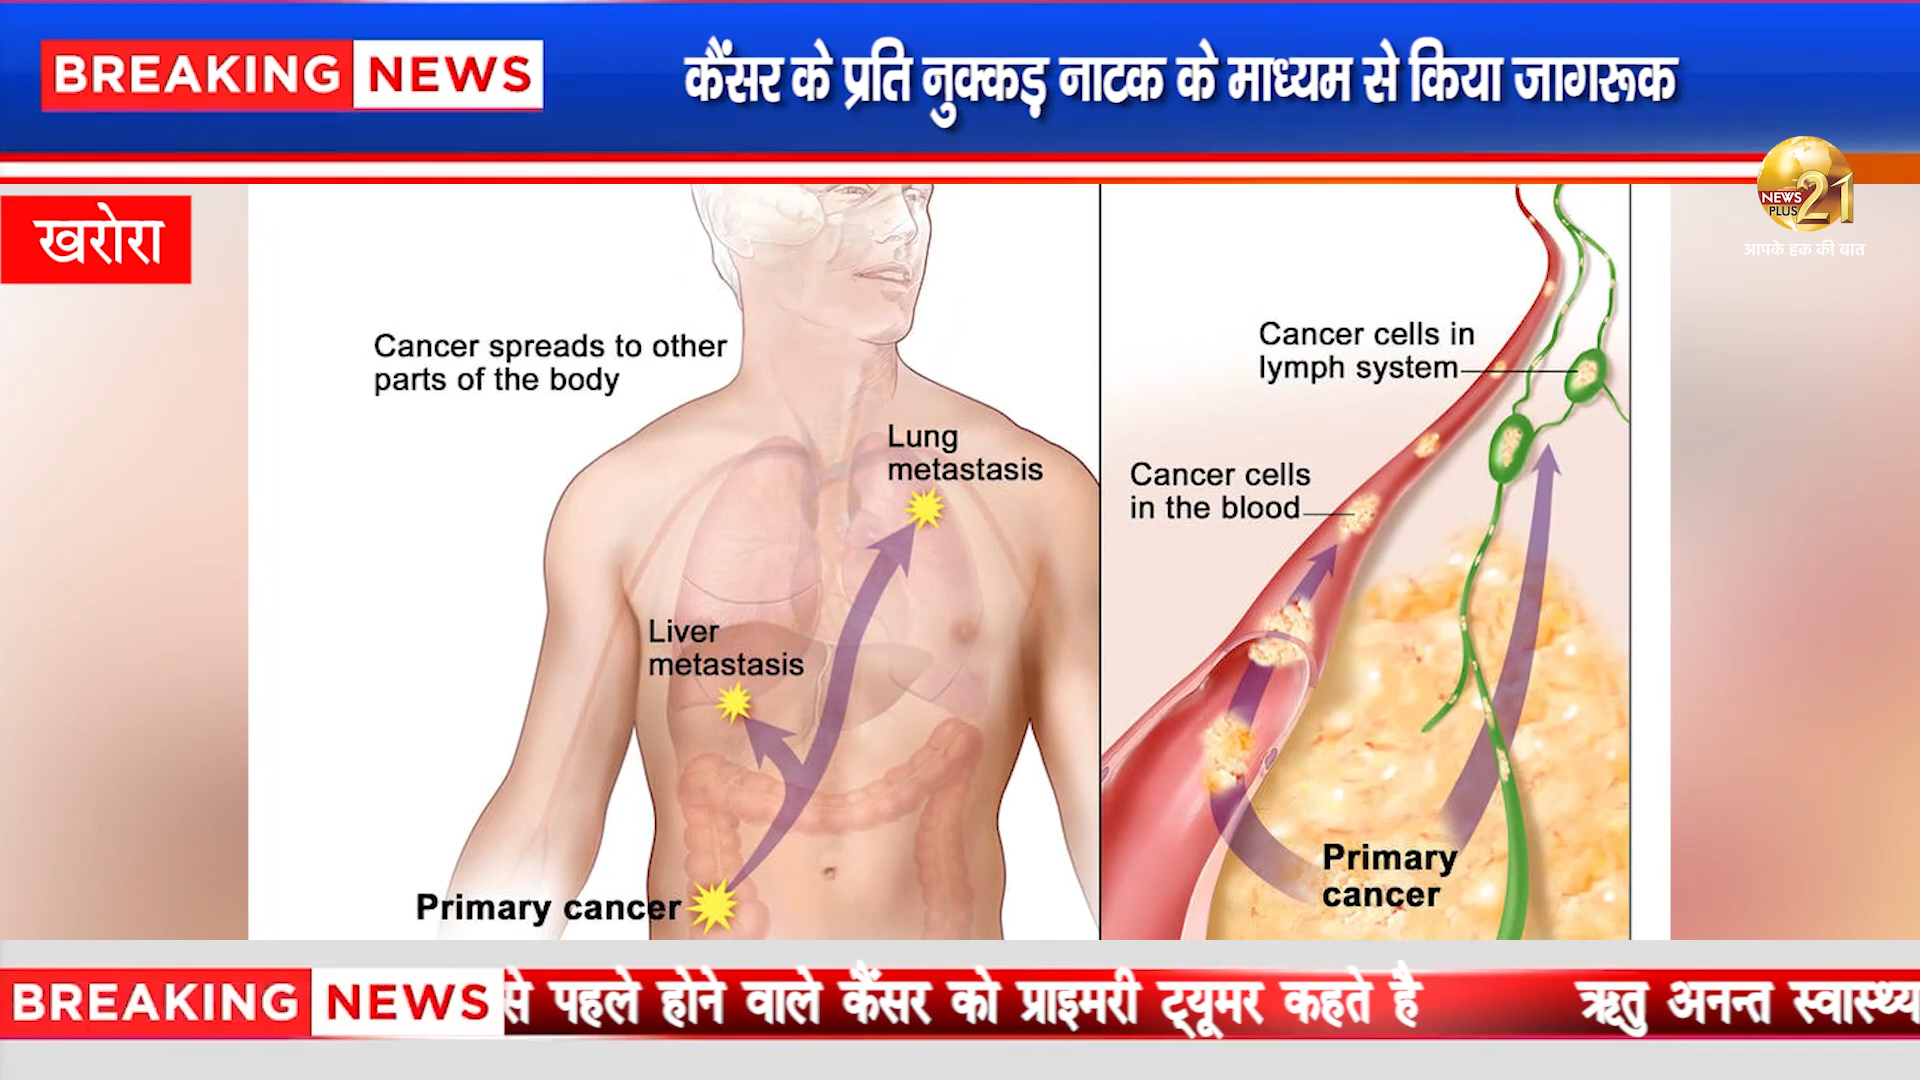 BREAKING NEWS
कैंसर के प्रति नुक्कड़ नाटक के माध्यम से किया जागरूक
NEWS
PLUS 21
आपके हक की बात
खरोरा
Cancer spreads to other
parts of the body
Lung
metastasis
Liver
metastasis
Primary cancer
Cancer cells in
lymph system
Cancer cells
in the blood
Primary
cancer
BREAKING NEWS
से पहले होने वाले कैंसर को प्राइमरी ट्यूमर कहते है
ऋतु अनन्त स्वास्थ्य